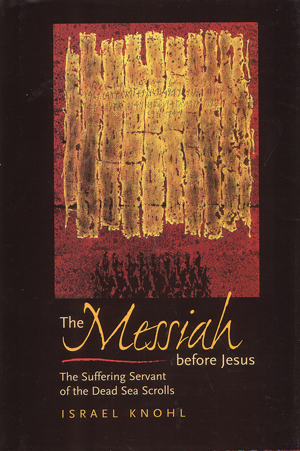 The Messiah
before Jesus
The Suffering Servant
of the Dead Sea Scrolls
ISRAEL KNOHL